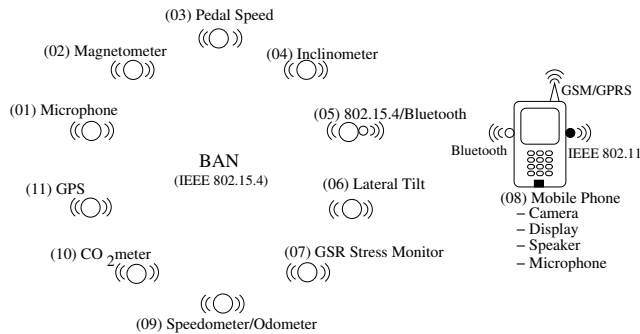 (03) Pedal Speed
(02) Magnetometer
(04) Inclinometer
GSM/GPRS
(01) Microphone
(05) 802.15.4/Bluetooth
Bluetooth
IEEE 802.11
BAN
(IEEE 802.15.4)
(11) GPS
(06) Lateral Tilt
(08) Mobile Phone
– Camera
– Display
– Speaker
– Microphone
(10) CO 2meter
(07) GSR Stress Monitor
(09) Speedometer/Odometer